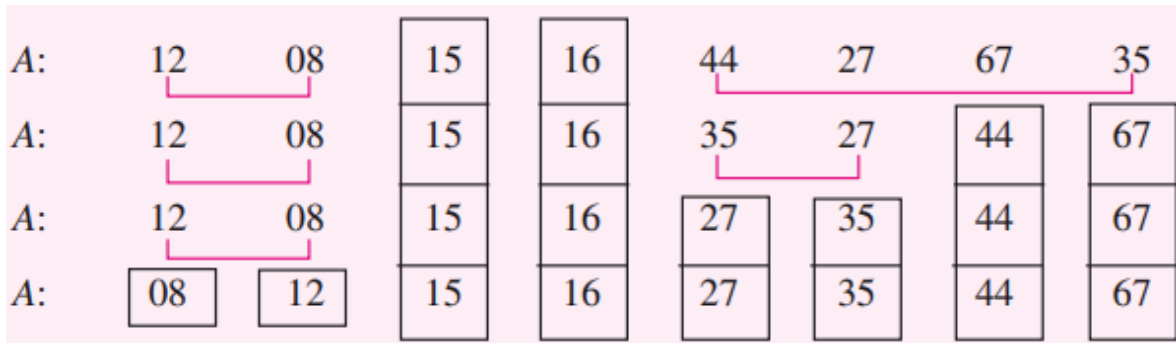 A: 12 08 15 16 44 27 67 35
A: 12 08 15 16 35 27 44 67
A: 12 08 15 16 27 35 44 67
A: 08 12 15 16 27 35 44 67